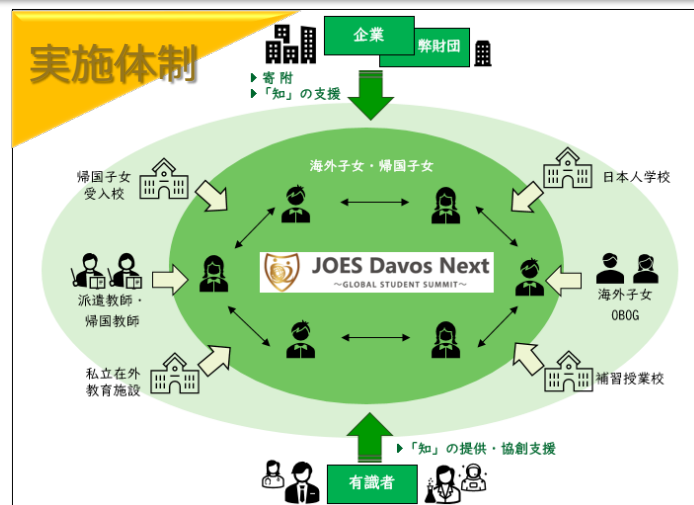 実施体制
企業
弊財団
寄附
「知」の支援
海外子女・帰国子女
帰国子女
受入校
日本人学校
派遣教師・
帰国教師
JOES Davos Next
～GLOBAL STUDENT SUMMIT～
海外子女
OBOG
私立在外
教育施設
補習授業校
「知」の提供・協創支援
有識者